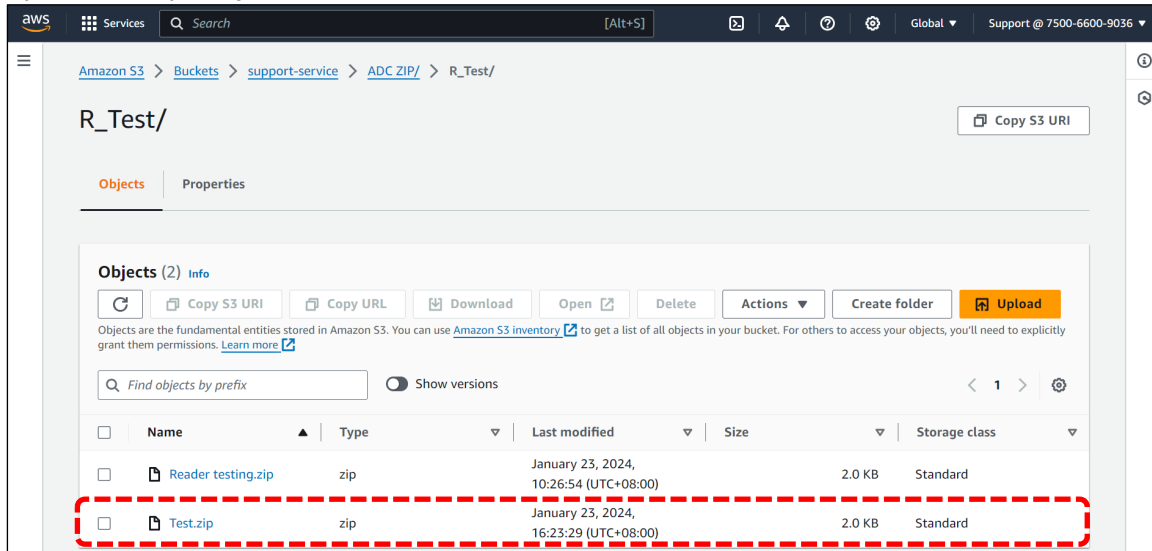 aws Services Search [Alt+S] Global ▼ Support @ 7500-6600-9036 ▼
Amazon S3 > Buckets > support-service > ADC ZIP/ > R_Test/
R_Test/
Copy S3 URI
Objects Properties
Objects (2) Info
Copy S3 URI Copy URL Download Open Delete Actions ▼ Create folder Upload
Objects are the fundamental entities stored in Amazon S3. You can use Amazon S3 inventory to get a list of all objects in your bucket. For others to access your objects, you'll need to explicitly
grant them permissions. Learn more
Find objects by prefix Show versions < 1 >
Name ▲ Type Last modified Size Storage class
Reader testing.zip zip January 23, 2024, 2.0 KB Standard
10:26:54 (UTC+08:00)
Test.zip zip January 23, 2024, 2.0 KB Standard
16:23:29 (UTC+08:00)